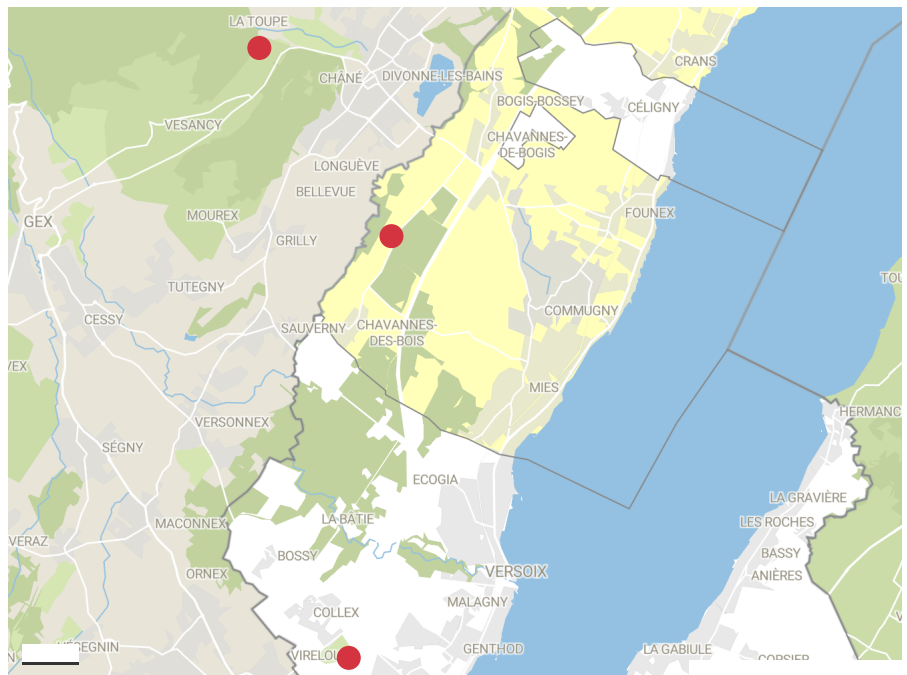 LA TOUPE
CRANS
CHÂNÉ
DIVONNE-LES-BAINS
BOGIS-BOSSEY
CÉLIGNY
VESANCY
CHAVANNES-
DE-BOGIS
LONGUÈVE
BELLEVUE
MOUREX
FOUNEX
GEX
GRILLY
TUTEGNY
COMMUGNY
CESSY
SAUVERNY
CHAVANNES-
DES-BOIS
MIES
HERMANC
VERSONNEX
SÉGNY
ECOGIA
LA GRAVIÈRE
LA BÂTIE
LES ROCHES
MACONNEX
VERAZ
BOSSY
BASSY
ORNEX
VERSOIX
ANIÈRES
MALAGNY
COLLEX
GENTHOD
LA GABIULE